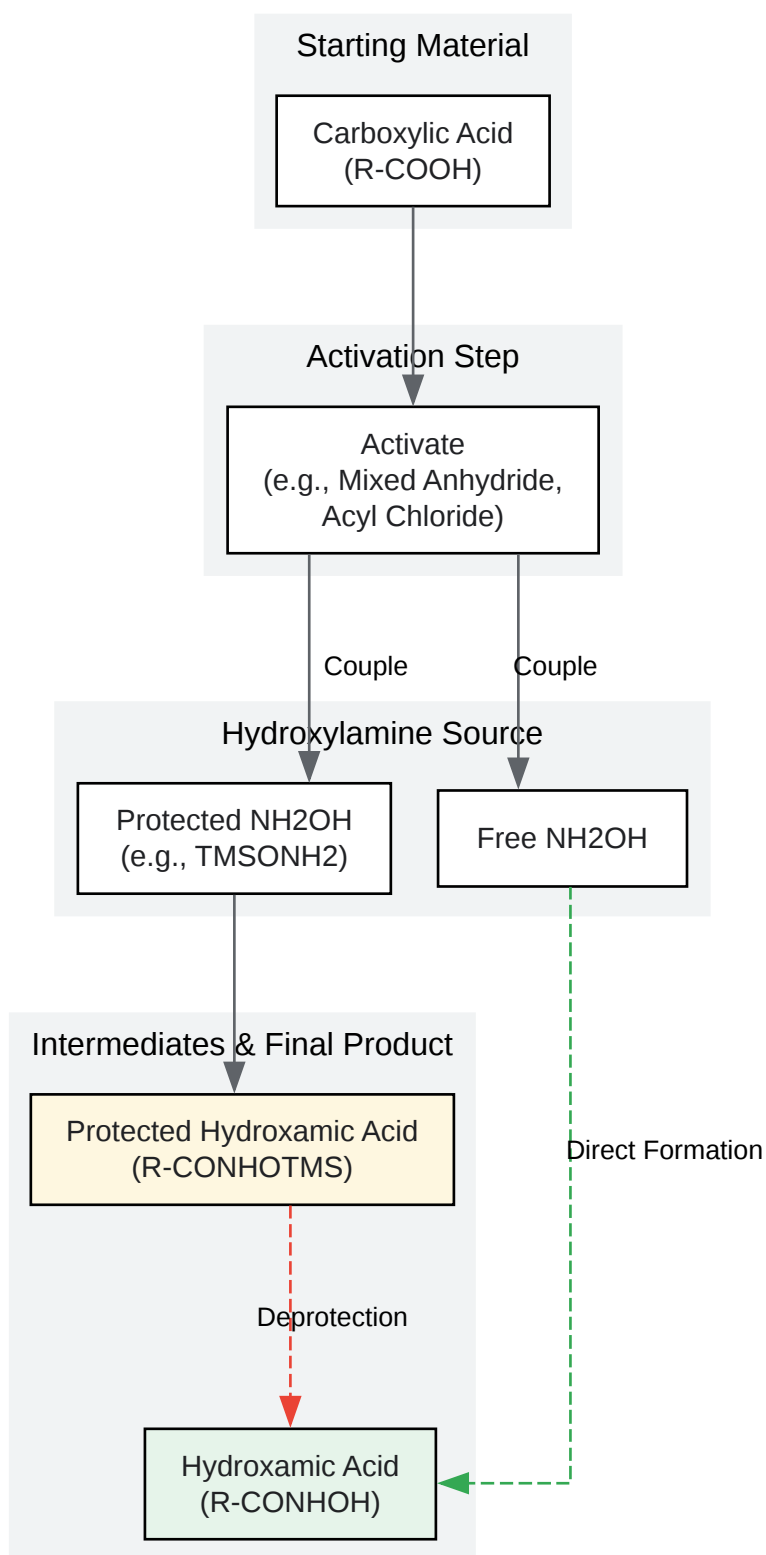 Starting Material
Carboxylic Acid
(R-COOH)
Activation Step
Activate
(e.g., Mixed Anhydride,
Acyl Chloride)
Couple
Couple
Hydroxylamine Source
Protected NH2OH
(e.g., TMSONH2)
Free NH2OH
Intermediates & Final Product
Protected Hydroxamic Acid
(R-CONHOTMS)
Direct Formation
Deprotection
Hydroxamic Acid
(R-CONHOH)